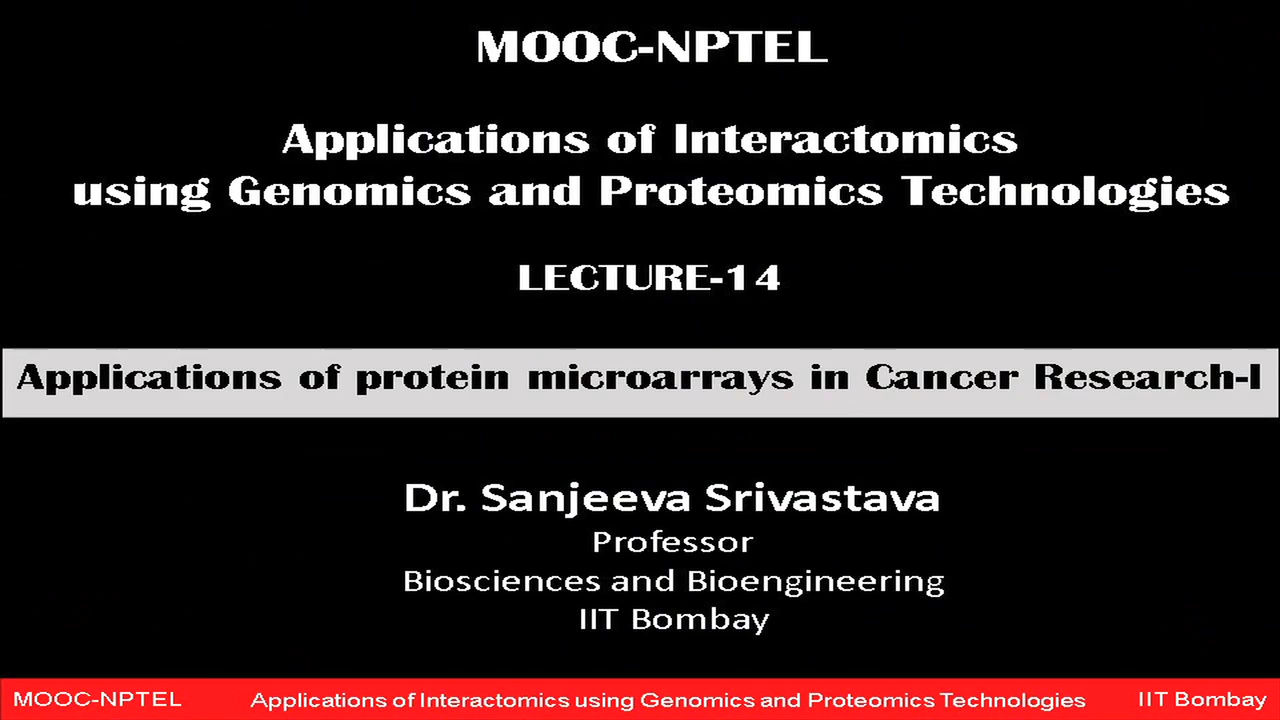 MOOC-NPTEL
Applications of Interactomics
using Genomics and Proteomics Technologies
LECTURE-14
Applications of protein microarrays in Cancer Research-I
Dr. Sanjeeva Srivastava
Professor
Biosciences and Bioengineering
IIT Bombay
MOOC-NPTEL Applications of Interactomics using Genomics and Proteomics Technologies IIT Bombay